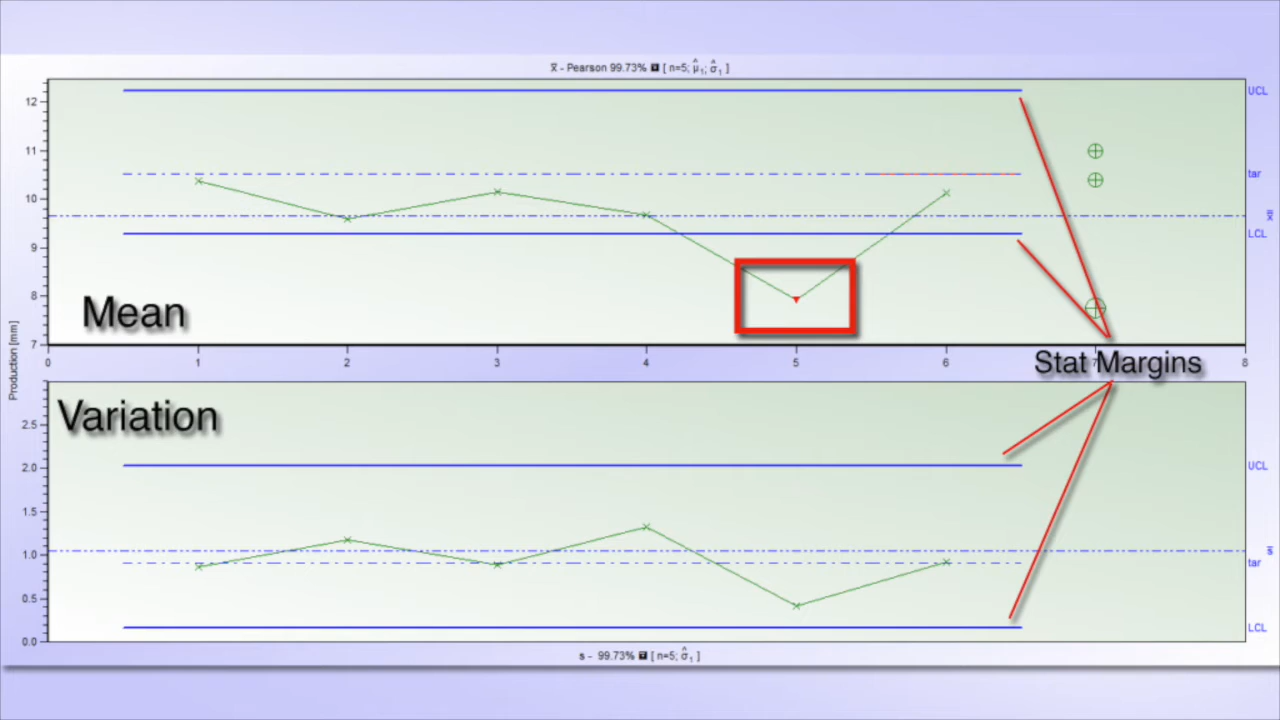 x̿ - Pearson 99.73% [ n=5; μ̂₁; σ̂₁ ]
12
11
10
9
8
7
UCL
tar
x̿
LCL
Mean
Production [mm]
0 1 2 3 4 5 6 7 8
Stat Margins
Variation
2.5
2.0
1.5
1.0
0.5
0.0
UCL
s̄
tar
LCL
s - 99.73% [ n=5; σ̂₁ ]